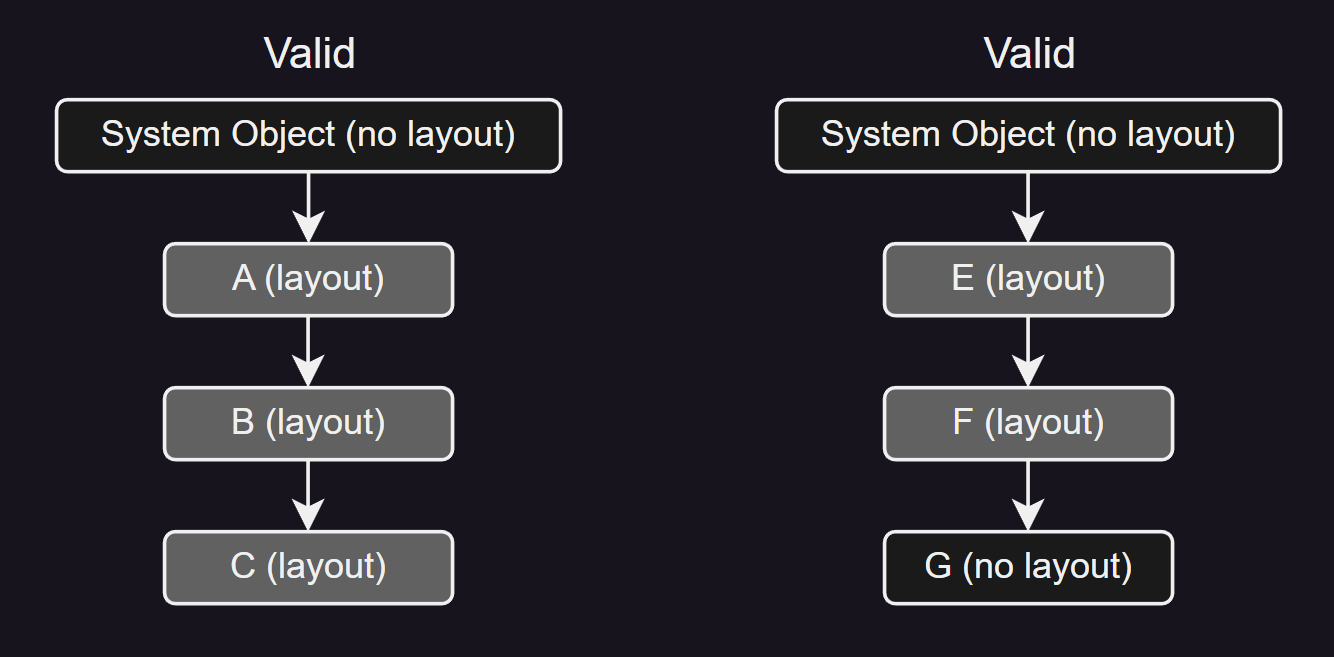 Valid
System Object (no layout)
A (layout)
B (layout)
C (layout)
Valid
System Object (no layout)
E (layout)
F (layout)
G (no layout)